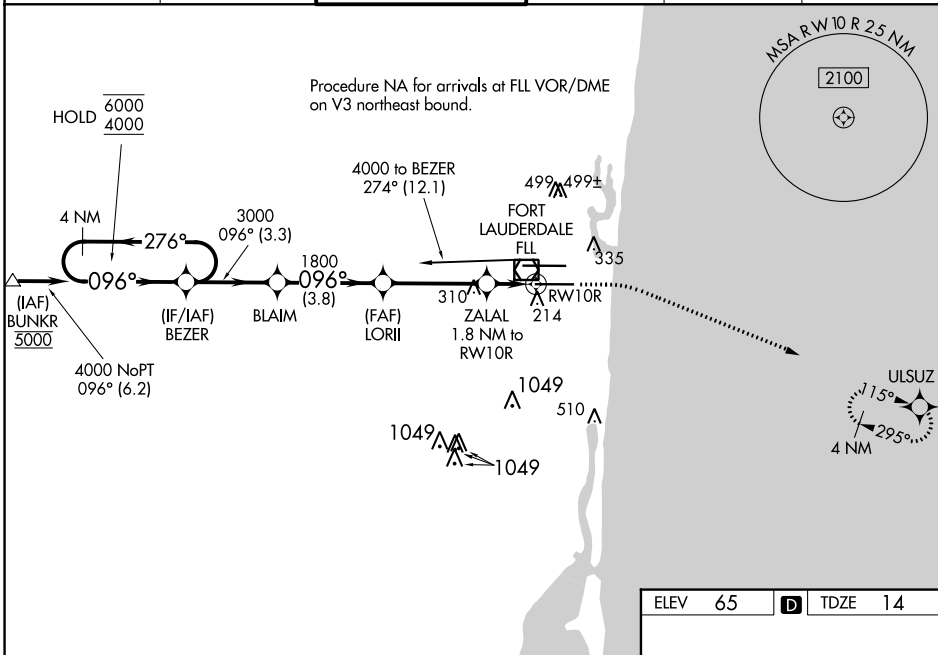 MSA RW 10 R 25 NM
2100
Procedure NA for arrivals at FLL VOR/DME
on V3 northeast bound.
HOLD 6000
4000
4000 to BEZER
274° (12.1)
499 499±
FORT
LAUDERDALE
FLL
4 NM
276°
3000
096° (3.3)
335
1800
096°
096°
(3.8)
310
RW10R
214
(IAF)
BUNKR
5000
(IF/IAF)
BEZER
BLAIM
(FAF)
LORII
ZALAL
1.8 NM to
RW10R
4000 NoPT
096° (6.2)
ULSUZ
115°
295°
4 NM
1049
510
1049
1049
ELEV 65 D TDZE 14